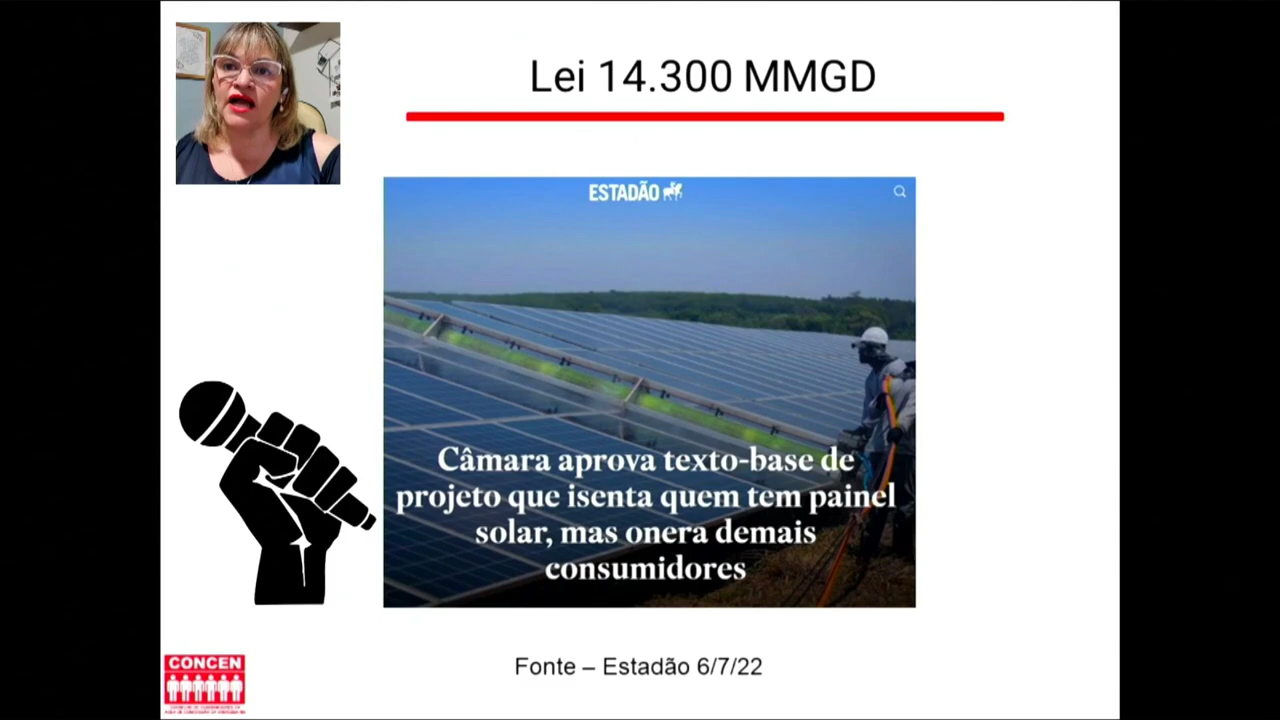 Lei 14.300 MMGD
ESTADÃO
Câmara aprova texto-base de
projeto que isenta quem tem painel
solar, mas onera demais
consumidores
Fonte – Estadão 6/7/22
CONCEN